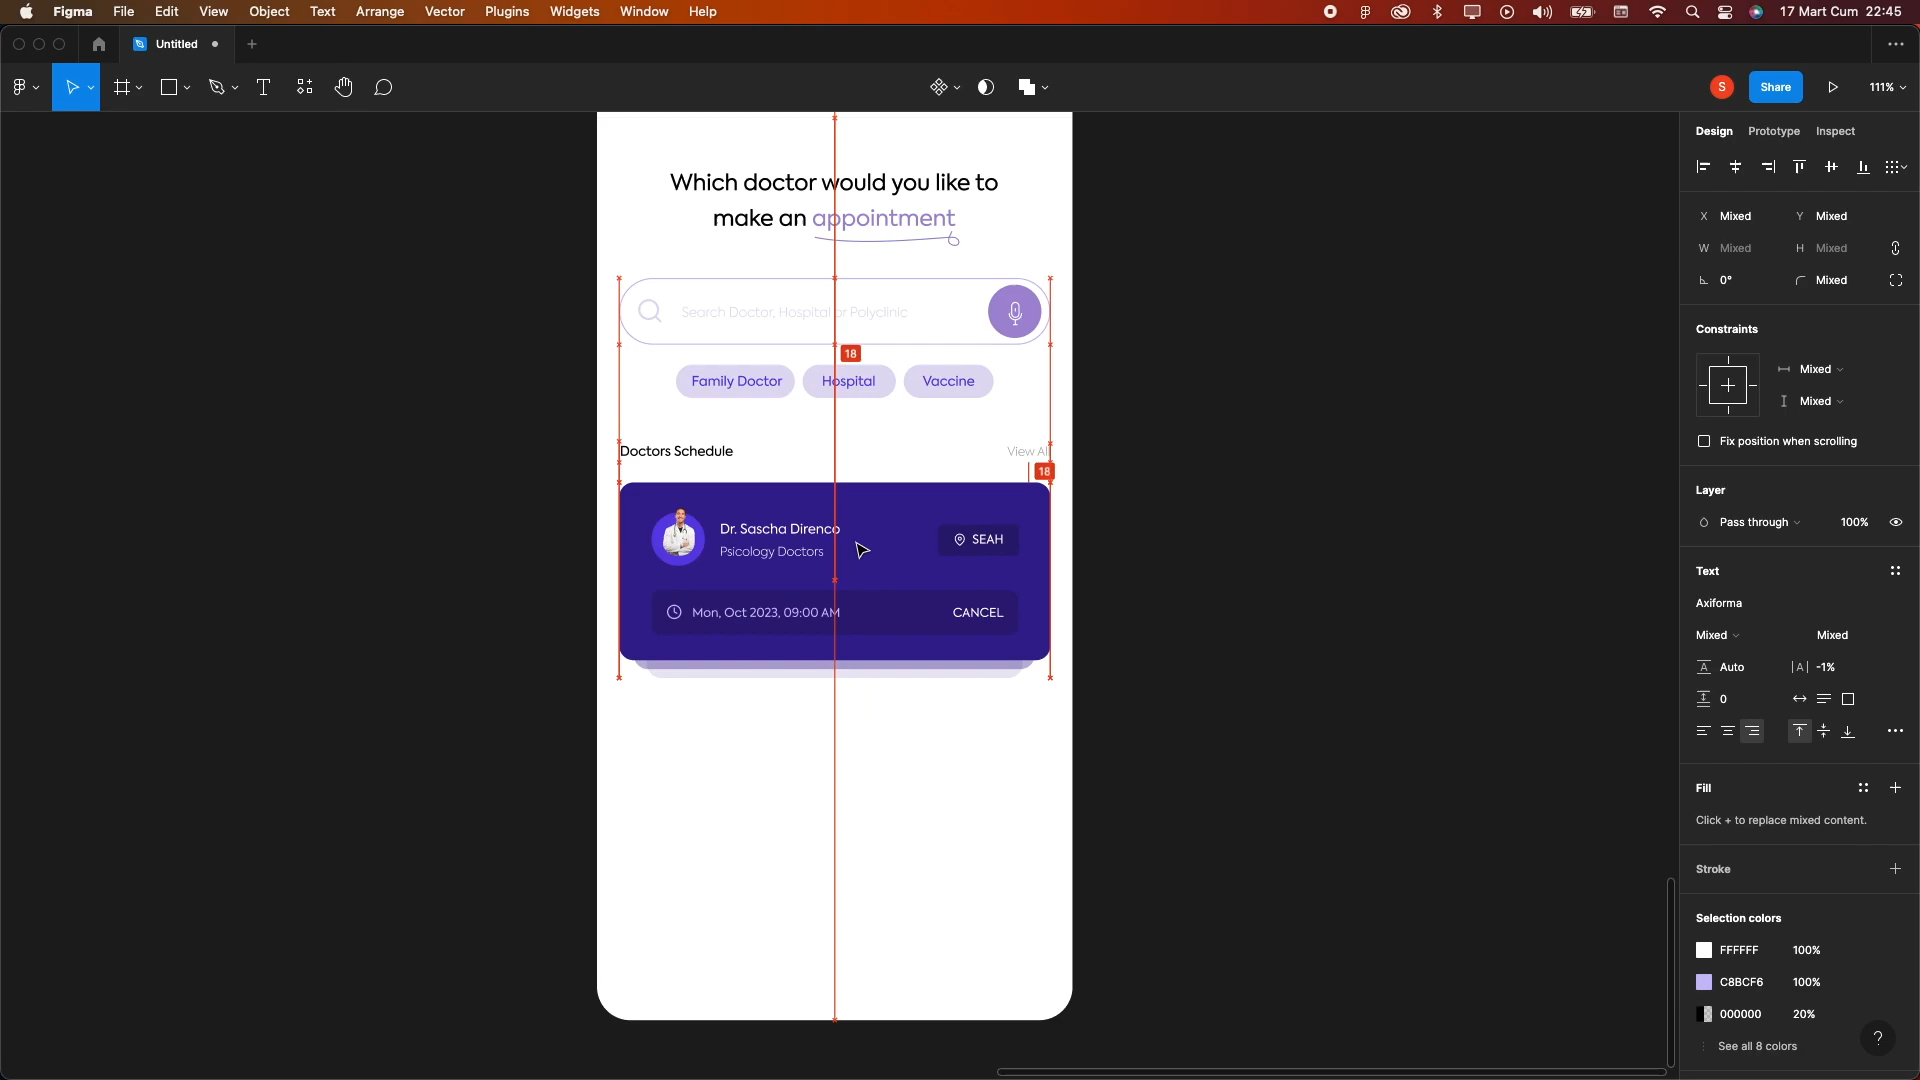 Figma File Edit View Object Text Arrange Vector Plugins Widgets Window Help 17 Mart Cum 22:45
Untitled
S Share 111%
Design Prototype Inspect
X Mixed Y Mixed
W Mixed H Mixed
0° Mixed
Constraints
Mixed
Mixed
Fix position when scrolling
Layer
Pass through 100%
Text
Axiforma
Mixed Mixed
A Auto |A| -1%
0
Fill
Click + to replace mixed content.
Stroke
Selection colors
FFFFFF 100%
C8BCF6 100%
000000 20%
See all 8 colors
?
Which doctor would you like to
make an appointment
Search Doctor, Hospital or Polyclinic
18
Family Doctor Hospital Vaccine
Doctors Schedule View All
18
Dr. Sascha Direnco
Psicology Doctors
SEAH
Mon, Oct 2023, 09:00 AM CANCEL